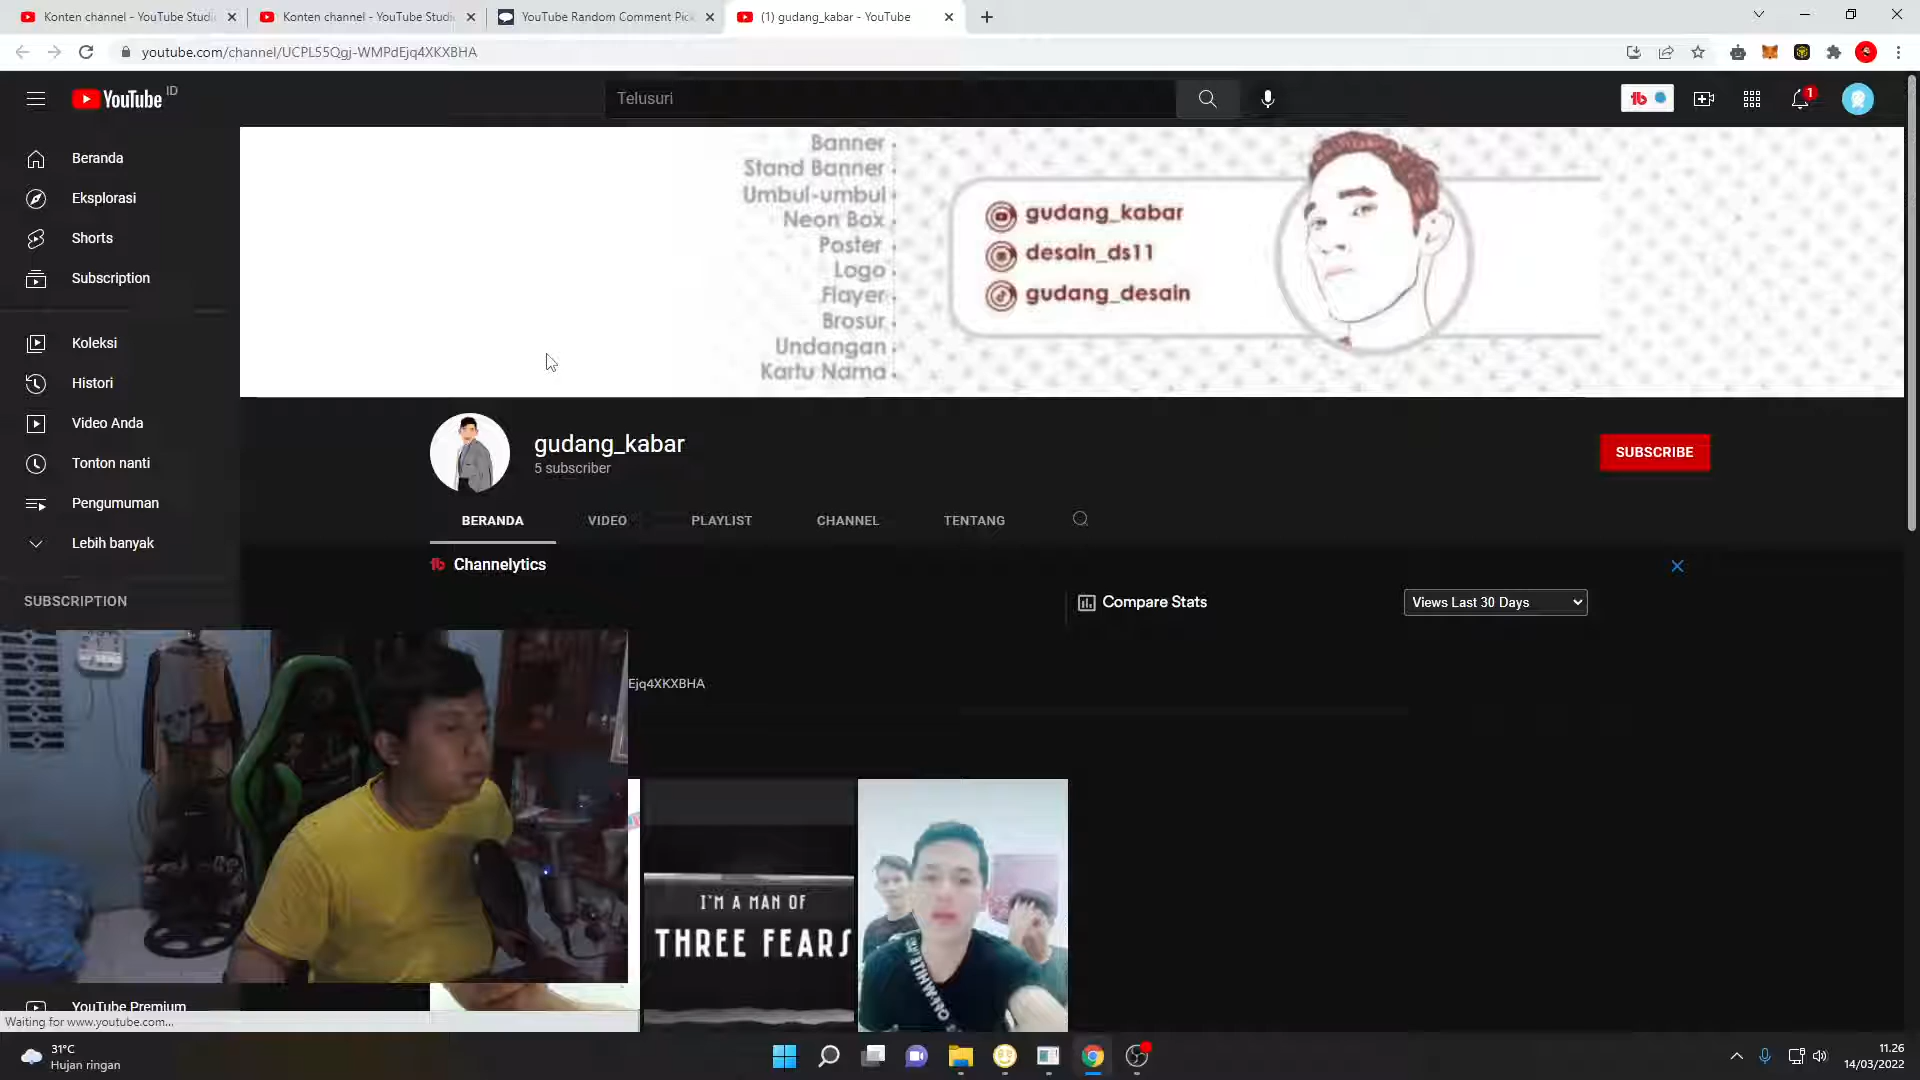 Konten channel - YouTube Studi
Konten channel - YouTube Studi
YouTube Random Comment Pick
(1) gudang_kabar - YouTube
youtube.com/channel/UCPL55Qgj-WMPdEjq4XKXBHA
YouTube ID
Telusuri
1
Beranda
Eksplorasi
Shorts
Subscription
Koleksi
Histori
Video Anda
Tonton nanti
Pengumuman
Lebih banyak
SUBSCRIPTION
YouTube Premium
Banner
Stand Banner
Umbul-umbul
Neon Box
Poster
Logo
Flayer
Brosur
Undangan
Kartu Nama
gudang_kabar
desain_ds11
gudang_desain
gudang_kabar
5 subscriber
SUBSCRIBE
BERANDA VIDEO PLAYLIST CHANNEL TENTANG
Channelytics
Compare Stats
Views Last 30 Days
Ejq4XKXBHA
I'M A MAN OF
THREE FEARS
Waiting for www.youtube.com...
31°C
Hujan ringan
11.26
14/03/2022